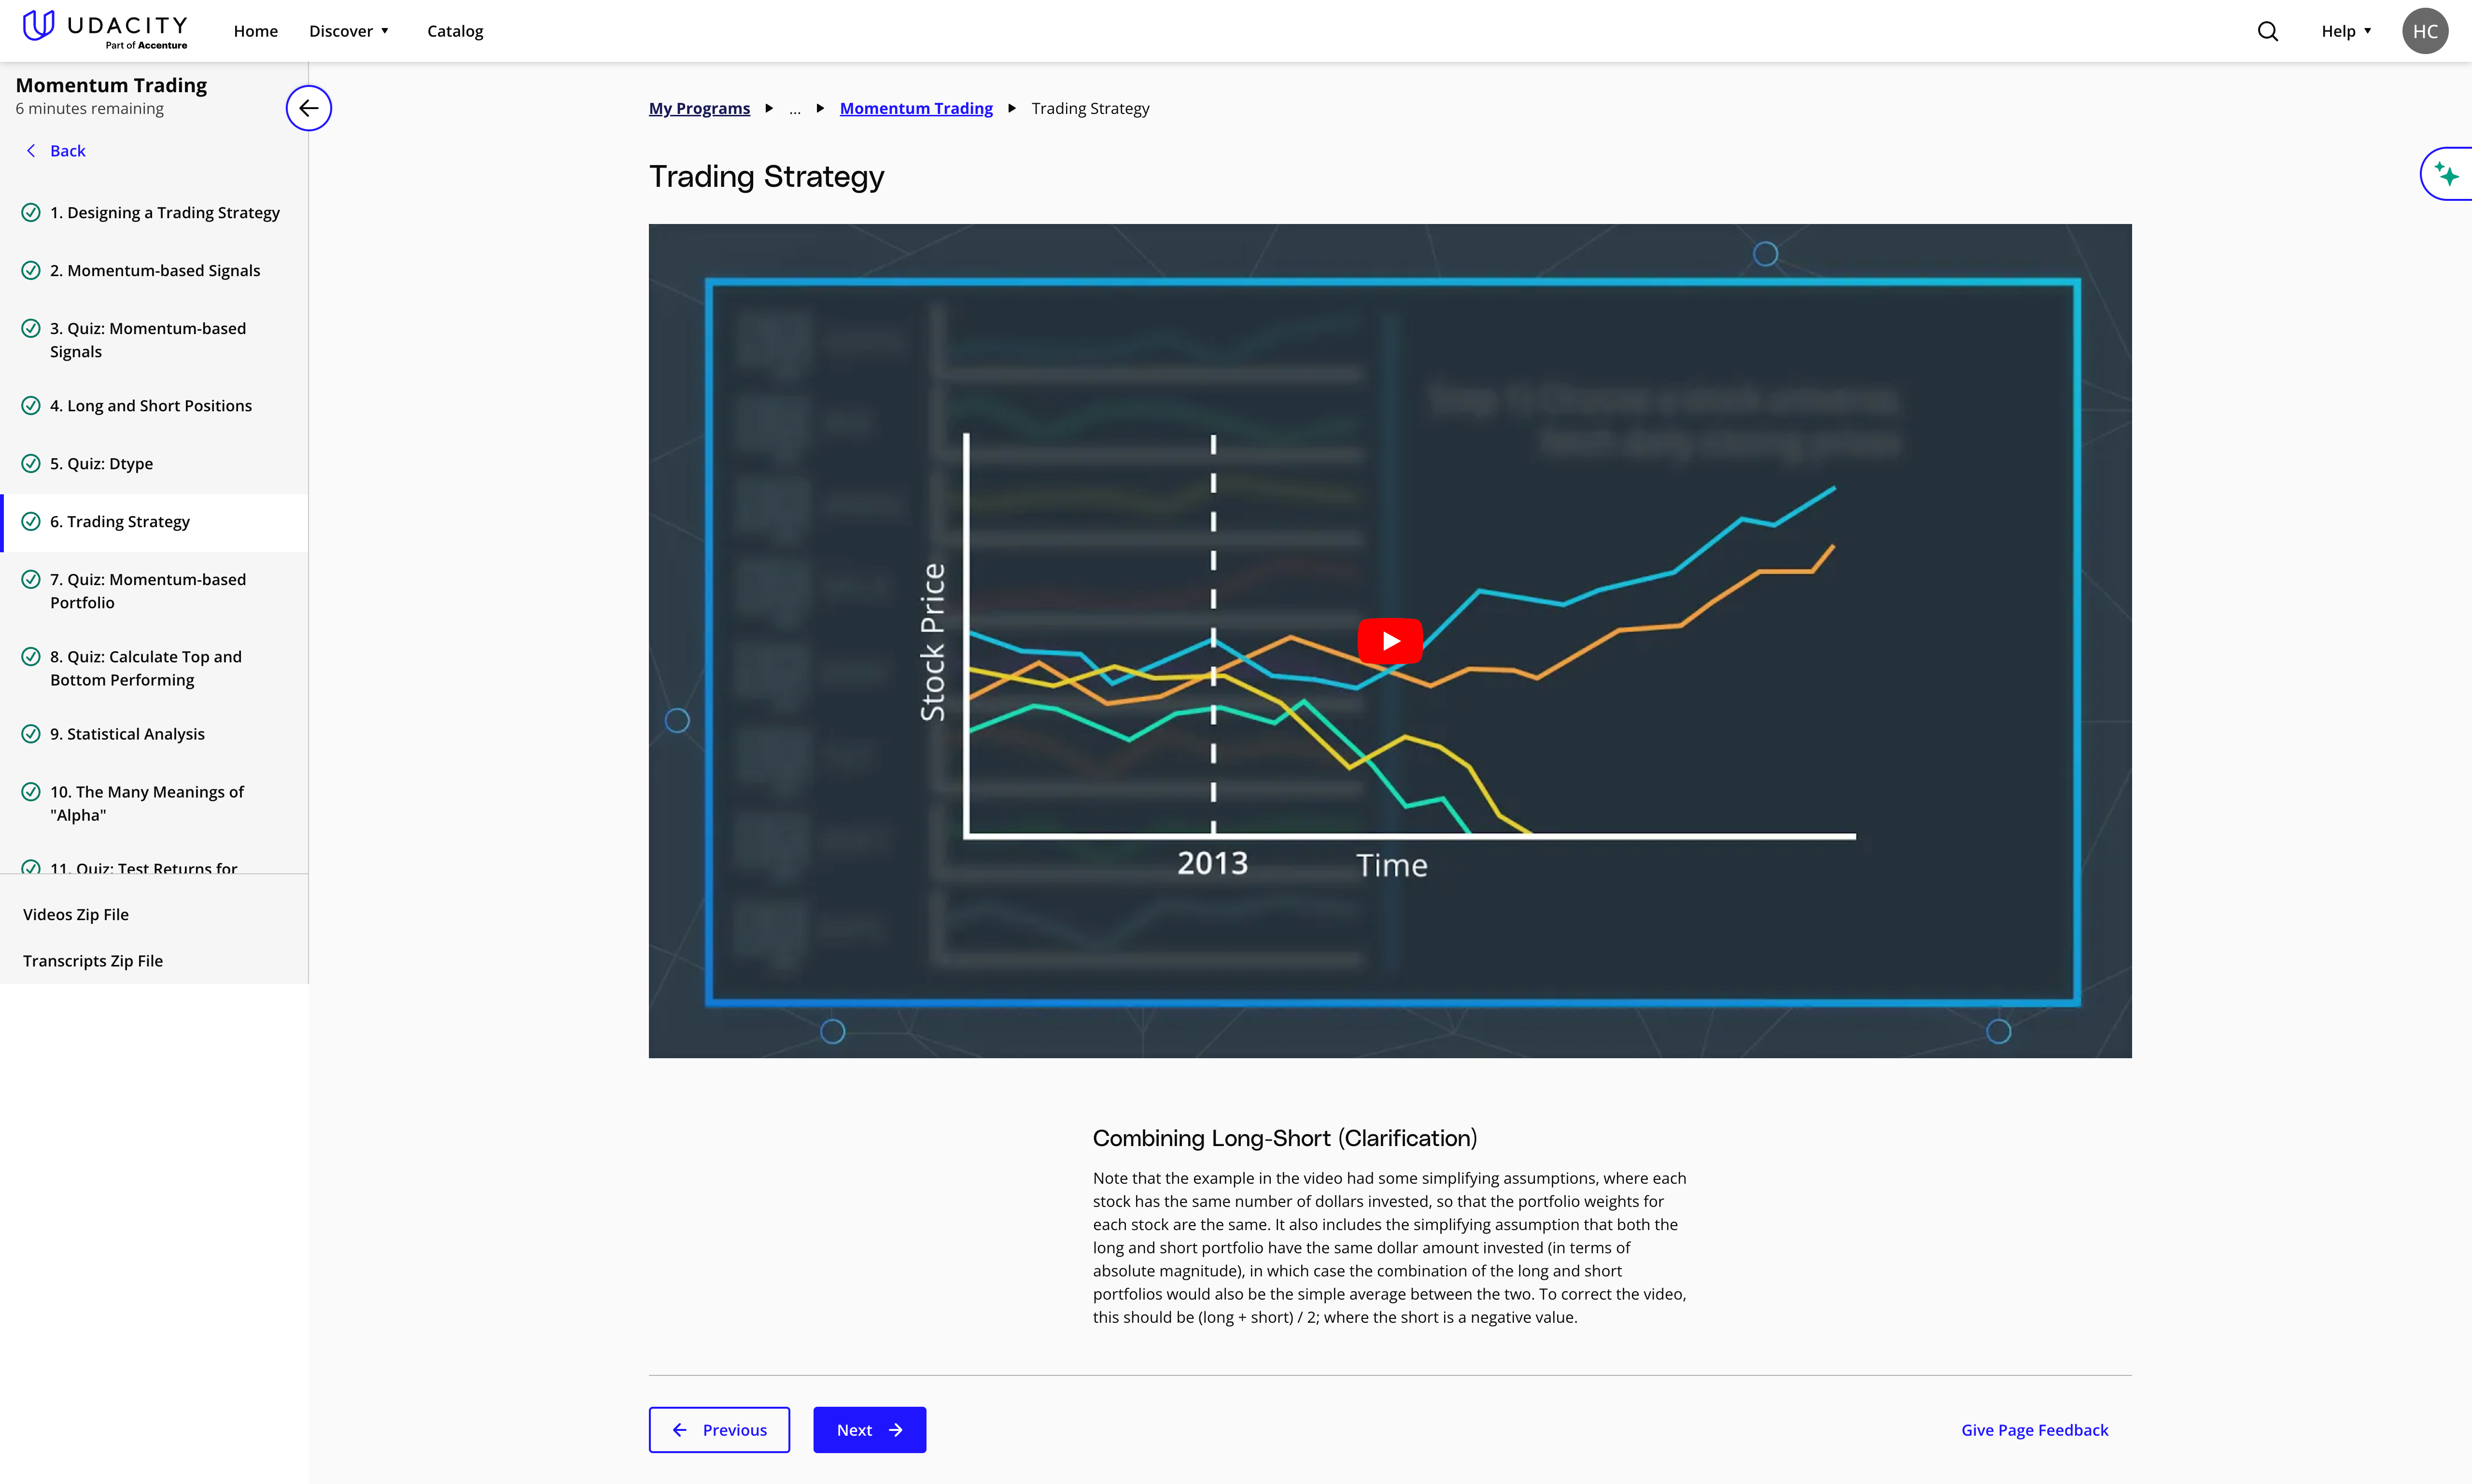 UDACITY
Part of Accenture
Home
Discover
Catalog
Help
HC
Momentum Trading
6 minutes remaining
Back
1. Designing a Trading Strategy
2. Momentum-based Signals
3. Quiz: Momentum-based
Signals
4. Long and Short Positions
5. Quiz: Dtype
6. Trading Strategy
7. Quiz: Momentum-based
Portfolio
8. Quiz: Calculate Top and
Bottom Performing
9. Statistical Analysis
10. The Many Meanings of
"Alpha"
11. Quiz: Test Returns for
Videos Zip File
Transcripts Zip File
My Programs ... Momentum Trading Trading Strategy
Trading Strategy
Step 1) Choose a stock universe,
fetch daily closing prices
Stock Price
2013
Time
Combining Long-Short (Clarification)
Note that the example in the video had some simplifying assumptions, where each
stock has the same number of dollars invested, so that the portfolio weights for
each stock are the same. It also includes the simplifying assumption that both the
long and short portfolio have the same dollar amount invested (in terms of
absolute magnitude), in which case the combination of the long and short
portfolios would also be the simple average between the two. To correct the video,
this should be (long + short) / 2; where the short is a negative value.
Previous
Next
Give Page Feedback